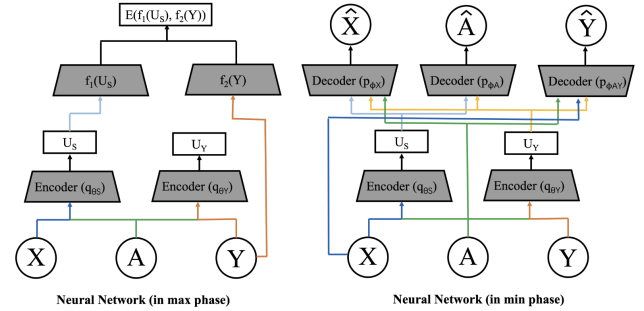 E(f₁(U_S), f₂(Y))
f₁(U_S)
f₂(Y)
U_S
U_Y
Encoder (q_θS)
Encoder (q_θY)
X
A
Y
Neural Network (in max phase)
X̂
Â
Ŷ
Decoder (p_ϕX)
Decoder (p_ϕA)
Decoder (p_ϕAY)
U_S
U_Y
Encoder (q_θS)
Encoder (q_θY)
X
A
Y
Neural Network (in min phase)